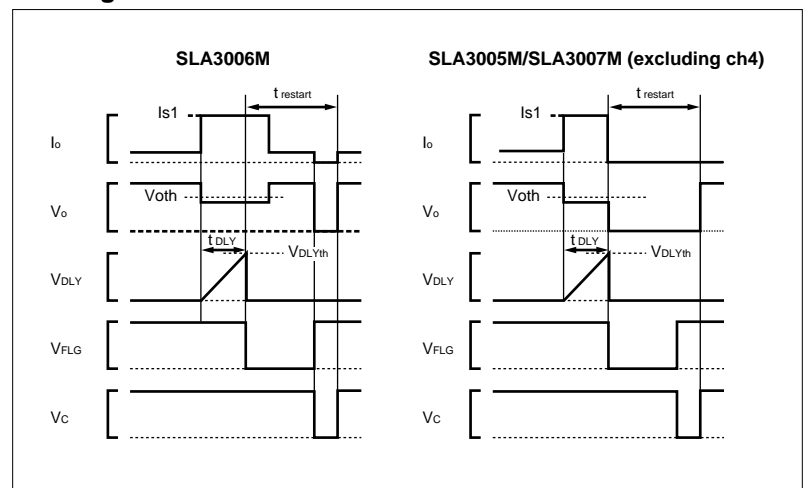 SLA3006M
t restart
Is1
Io
Voth
Vo
t DLY
VDLYth
VDLY
VFLG
VC
SLA3005M/SLA3007M (excluding ch4)
t restart
Is1
Io
Voth
Vo
t DLY
VDLYth
VDLY
VFLG
VC